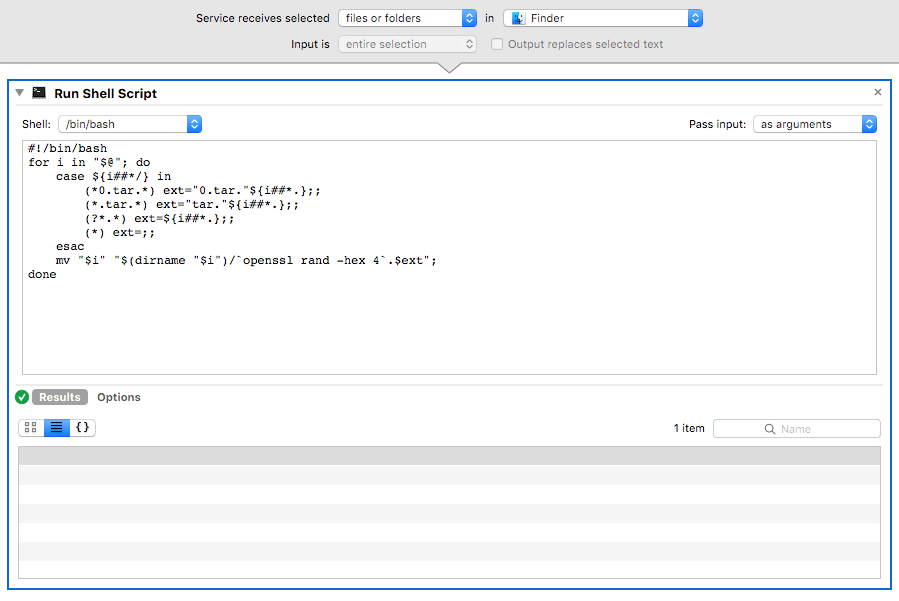 Service receives selected files or folders in Finder
Input is entire selection Output replaces selected text
Run Shell Script
Shell: /bin/bash Pass input: as arguments
#!/bin/bash
for i in "$@"; do
    case ${i##*/} in
        (*0.tar.*) ext="0.tar."${i##*.};;
        (*.tar.*) ext="tar."${i##*.};;
        (?*.*) ext=${i##*.};;
        (*) ext=;;
    esac
    mv "$i" "$(dirname "$i")/`openssl rand -hex 4`.$ext";
done
Results Options
{} 1 item Name